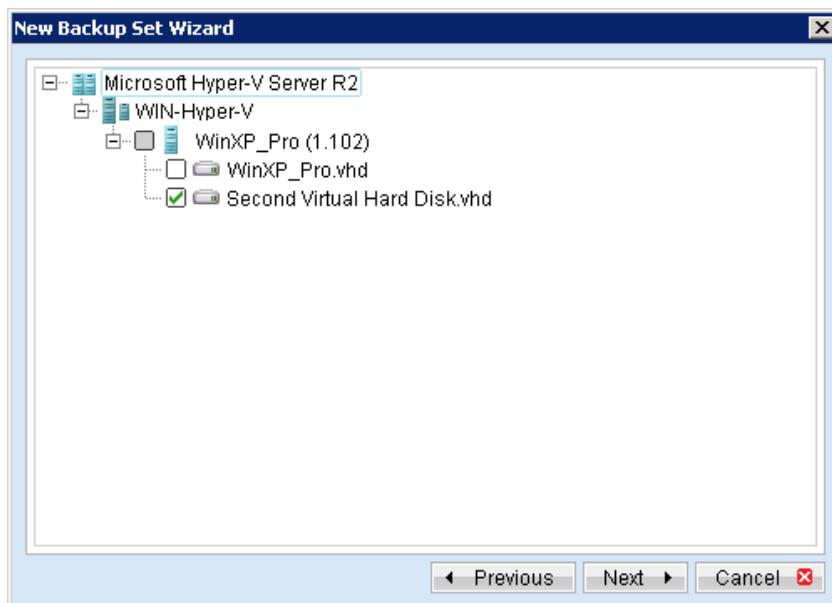 New Backup Set Wizard
Microsoft Hyper-V Server R2
WIN-Hyper-V
WinXP_Pro (1.102)
WinXP_Pro.vhd
Second Virtual Hard Disk.vhd
Previous Next Cancel